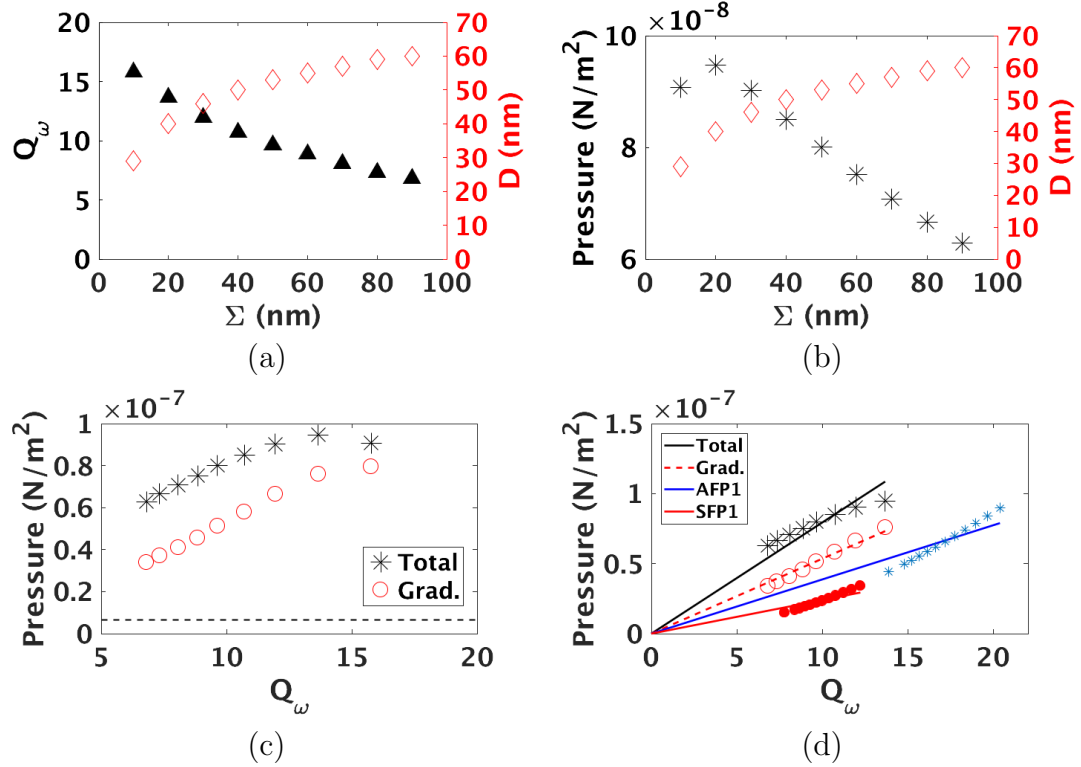 20
15
10
5
0
Q_ω
70
60
50
40
30
20
10
0
D (nm)
0 20 40 60 80 100
Σ (nm)
(a)
×10^-8
10
8
6
Pressure (N/m²)
70
60
50
40
30
20
10
0
D (nm)
0 20 40 60 80 100
Σ (nm)
(b)
×10^-7
1
0.8
0.6
0.4
0.2
0
Pressure (N/m²)
Total
Grad.
5 10 15 20
Q_ω
(c)
×10^-7
1.5
1
0.5
0
Pressure (N/m²)
Total
Grad.
AFP1
SFP1
0 5 10 15 20
Q_ω
(d)